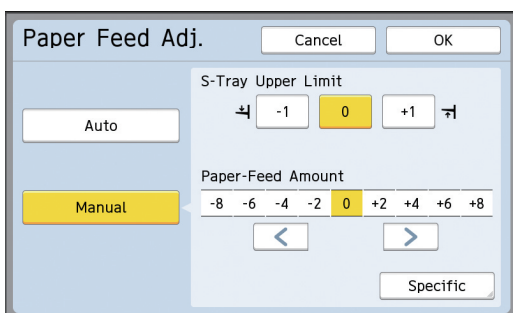 Paper Feed Adj.
Cancel
OK
S-Tray Upper Limit
-1 0 +1
Auto
Paper-Feed Amount
Manual
-8 -6 -4 -2 0 +2 +4 +6 +8
< >
Specific